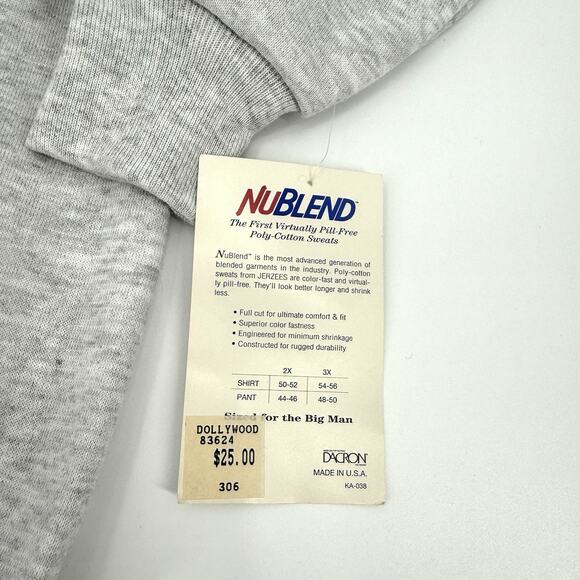 NUBLEND™
The First Virtually Pill-Free
Poly-Cotton Sweats
NuBlend™ is the most advanced generation of
blended garments in the industry. Poly-cotton
sweats from JERZEES are color-fast and virtual-
ly pill-free. They'll look better longer and shrink
less.
• Full cut for ultimate comfort & fit
• Superior color fastness
• Engineered for minimum shrinkage
• Constructed for rugged durability
2X 3X
SHIRT 50-52 54-56
PANT 44-46 48-50
Sized for the Big Man
DOLLYWOOD
83624
$25.00
306
DACRON
MADE IN U.S.A.
KA-038